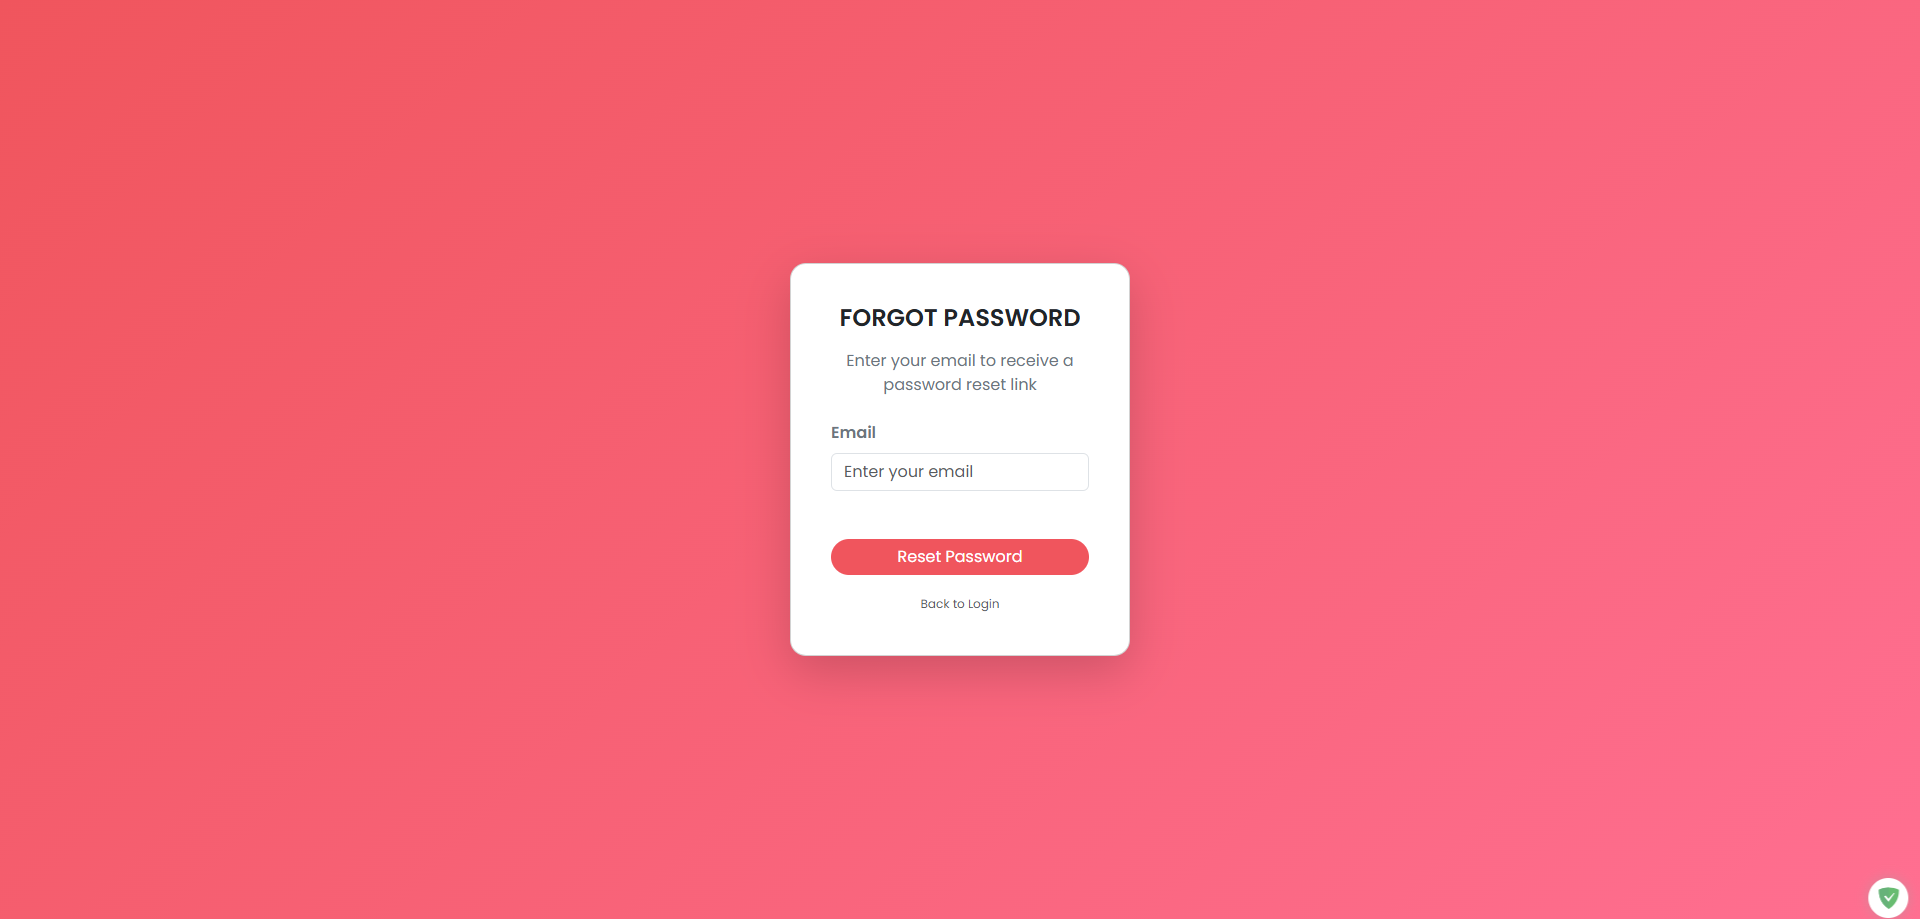 FORGOT PASSWORD
Enter your email to receive a
password reset link
Email
Enter your email
Reset Password
Back to Login